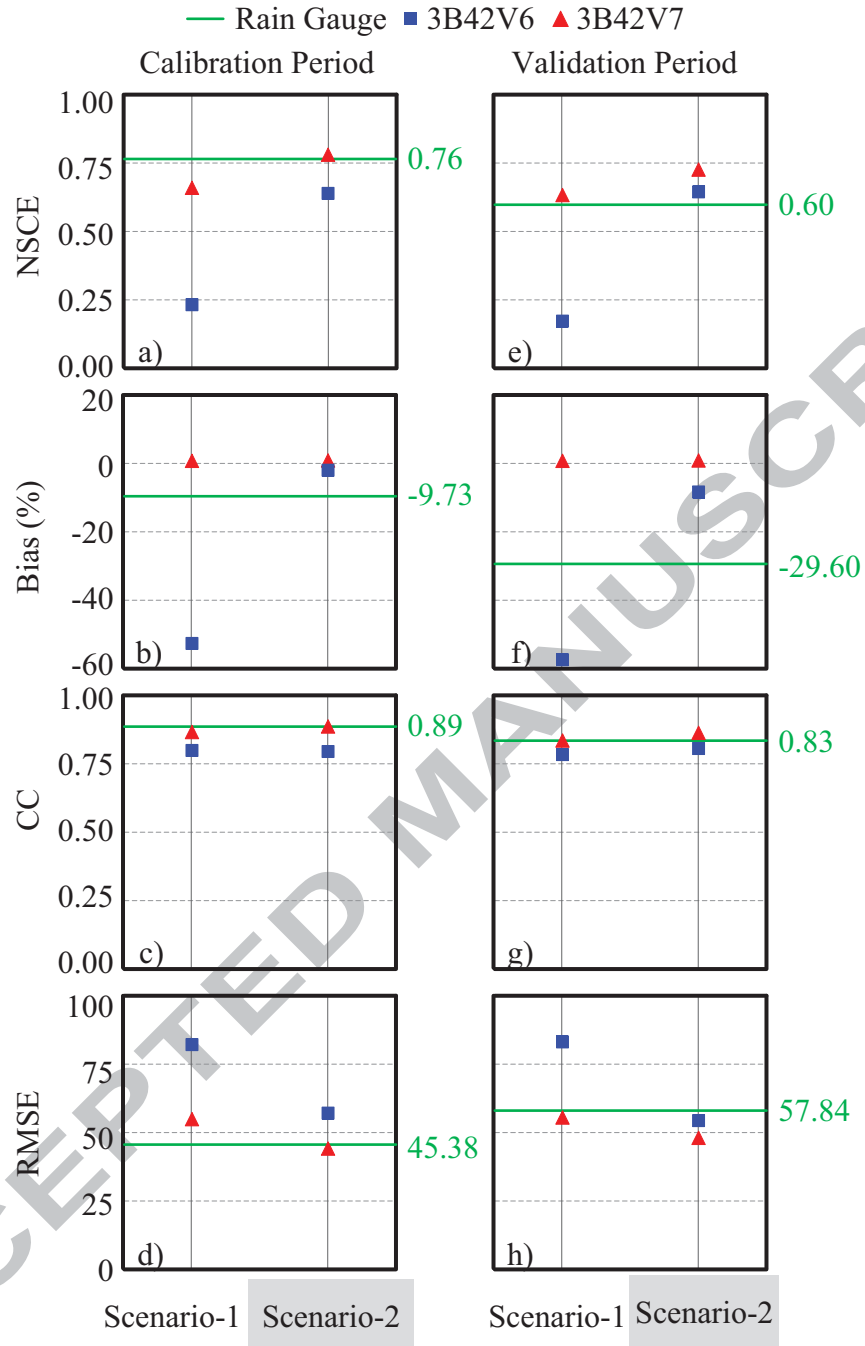 Rain Gauge 3B42V6 3B42V7
Calibration Period Validation Period
NSCE
1.00
0.75
0.50
0.25
0.00
a)
0.76
e)
0.60
Bias (%)
20
0
-20
-40
-60
b)
-9.73
f)
-29.60
CC
1.00
0.75
0.50
0.25
0.00
c)
0.89
g)
0.83
RMSE
100
75
50
25
0
d)
45.38
h)
57.84
Scenario-1 Scenario-2 Scenario-1 Scenario-2
CEPTED MANUSCR